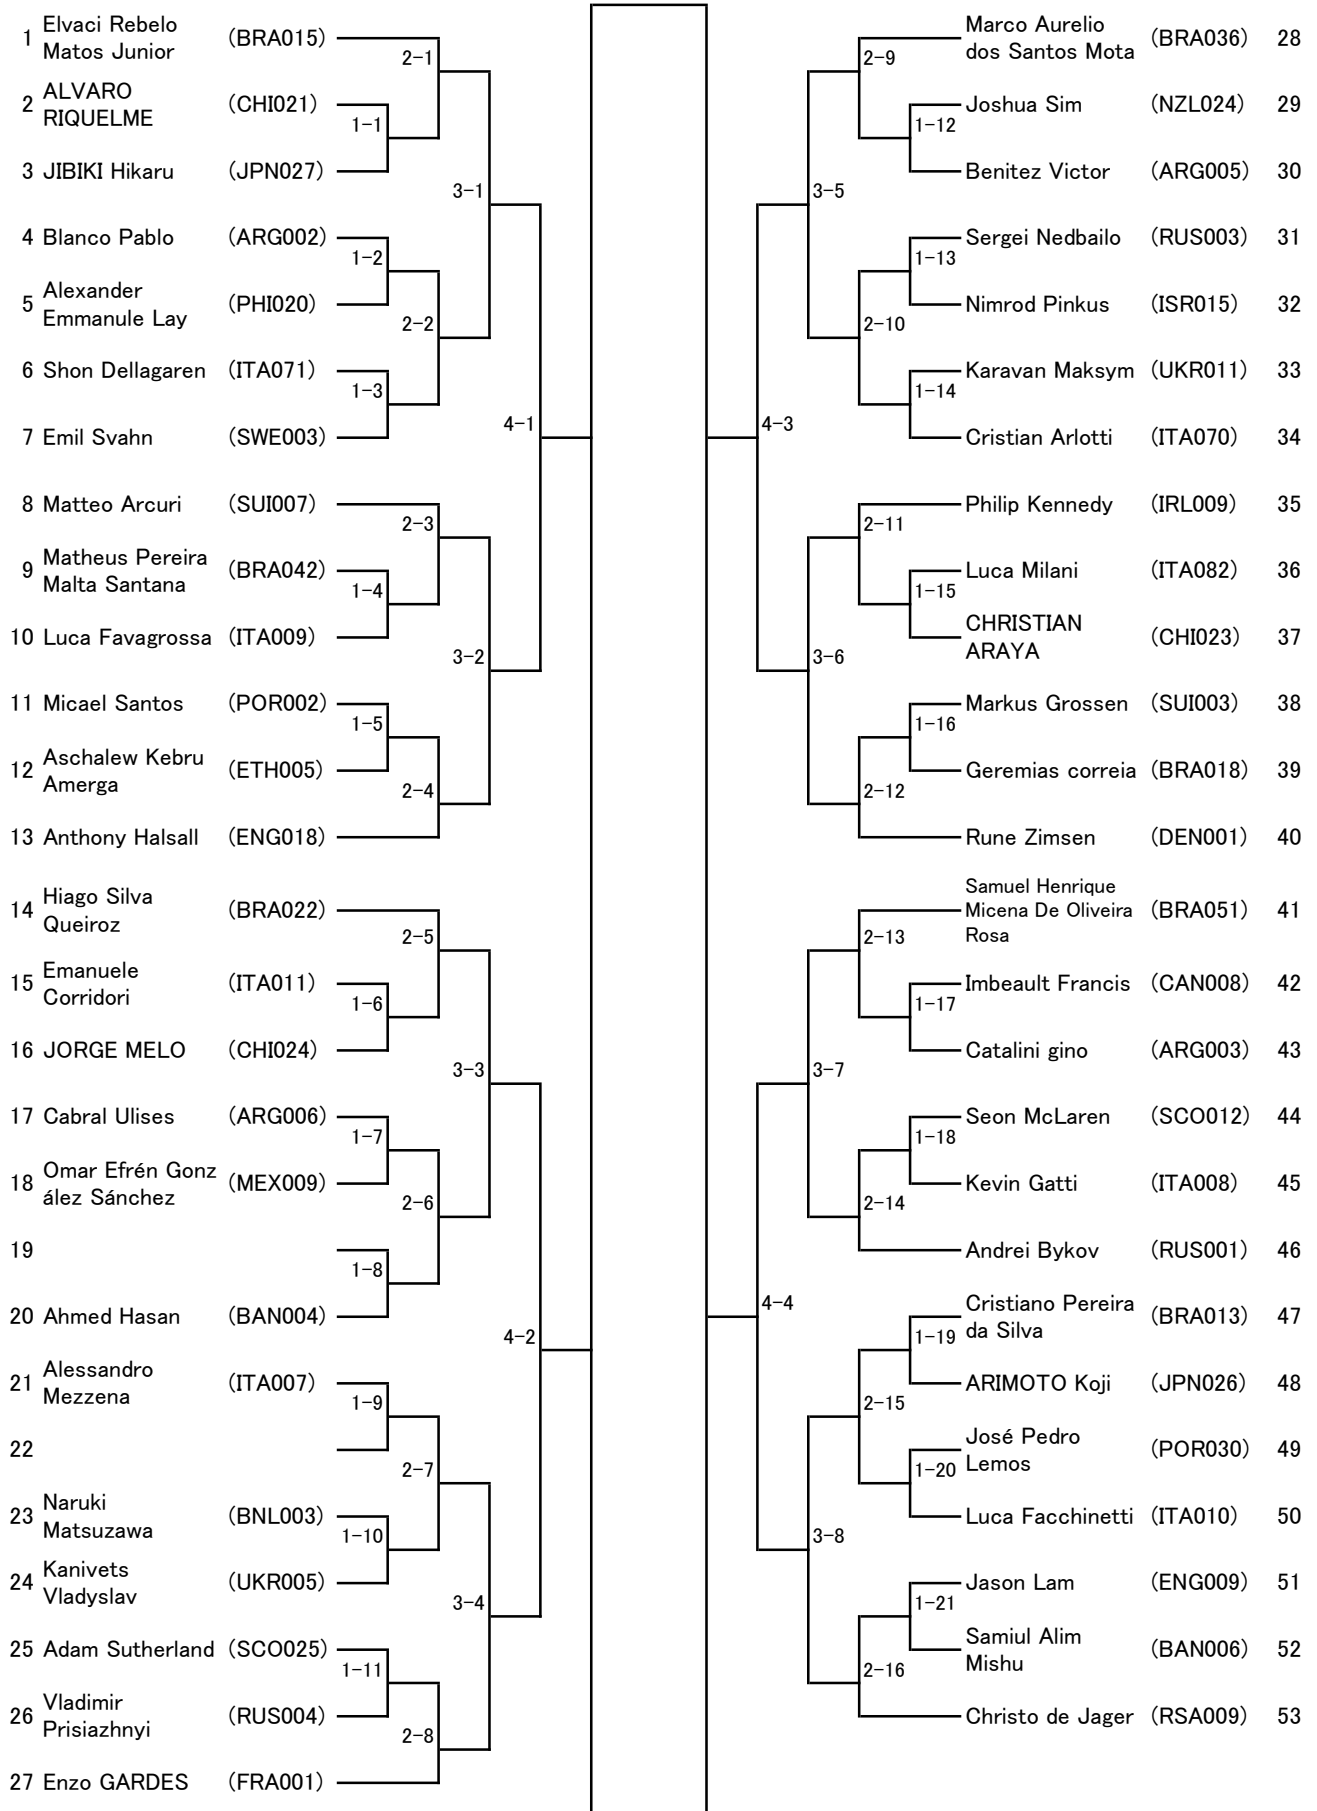 1 Elvaci Rebelo
Matos Junior (BRA015)
2-1
2 ALVARO
RIQUELME (CHI021)
1-1
3 JIBIKI Hikaru (JPN027)
3-1
4 Blanco Pablo (ARG002)
1-2
5 Alexander
Emmanule Lay (PHI020)
2-2
6 Shon Dellagaren (ITA071)
1-3
7 Emil Svahn (SWE003)
4-1
8 Matteo Arcuri (SUI007)
2-3
9 Matheus Pereira
Malta Santana (BRA042)
1-4
10 Luca Favagrossa (ITA009)
3-2
11 Micael Santos (POR002)
1-5
12 Aschalew Kebru
Amerga (ETH005)
2-4
13 Anthony Halsall (ENG018)
14 Hiago Silva
Queiroz (BRA022)
2-5
15 Emanuele
Corridori (ITA011)
1-6
16 JORGE MELO (CHI024)
3-3
17 Cabral Ulises (ARG006)
1-7
18 Omar Efrén Gonz
ález Sánchez (MEX009)
2-6
19
1-8
20 Ahmed Hasan (BAN004)
4-2
21 Alessandro
Mezzena (ITA007)
1-9
22
2-7
23 Naruki
Matsuzawa (BNL003)
1-10
24 Kanivets
Vladyslav (UKR005)
3-4
25 Adam Sutherland (SCO025)
1-11
26 Vladimir
Prisiazhnyi (RUS004)
2-8
27 Enzo GARDES (FRA001)
Marco Aurelio
dos Santos Mota (BRA036) 28
2-9
Joshua Sim (NZL024) 29
1-12
Benitez Victor (ARG005) 30
3-5
Sergei Nedbailo (RUS003) 31
1-13
Nimrod Pinkus (ISR015) 32
2-10
Karavan Maksym (UKR011) 33
1-14
Cristian Arlotti (ITA070) 34
4-3
Philip Kennedy (IRL009) 35
2-11
Luca Milani (ITA082) 36
1-15
CHRISTIAN
ARAYA (CHI023) 37
3-6
Markus Grossen (SUI003) 38
1-16
Geremias correia (BRA018) 39
2-12
Rune Zimsen (DEN001) 40
Samuel Henrique
Micena De Oliveira (BRA051) 41
Rosa
2-13
Imbeault Francis (CAN008) 42
1-17
Catalini gino (ARG003) 43
3-7
Seon McLaren (SCO012) 44
1-18
Kevin Gatti (ITA008) 45
2-14
Andrei Bykov (RUS001) 46
4-4
Cristiano Pereira
da Silva (BRA013) 47
1-19
ARIMOTO Koji (JPN026) 48
2-15
José Pedro
Lemos (POR030) 49
1-20
Luca Facchinetti (ITA010) 50
3-8
Jason Lam (ENG009) 51
1-21
Samiul Alim
Mishu (BAN006) 52
2-16
Christo de Jager (RSA009) 53